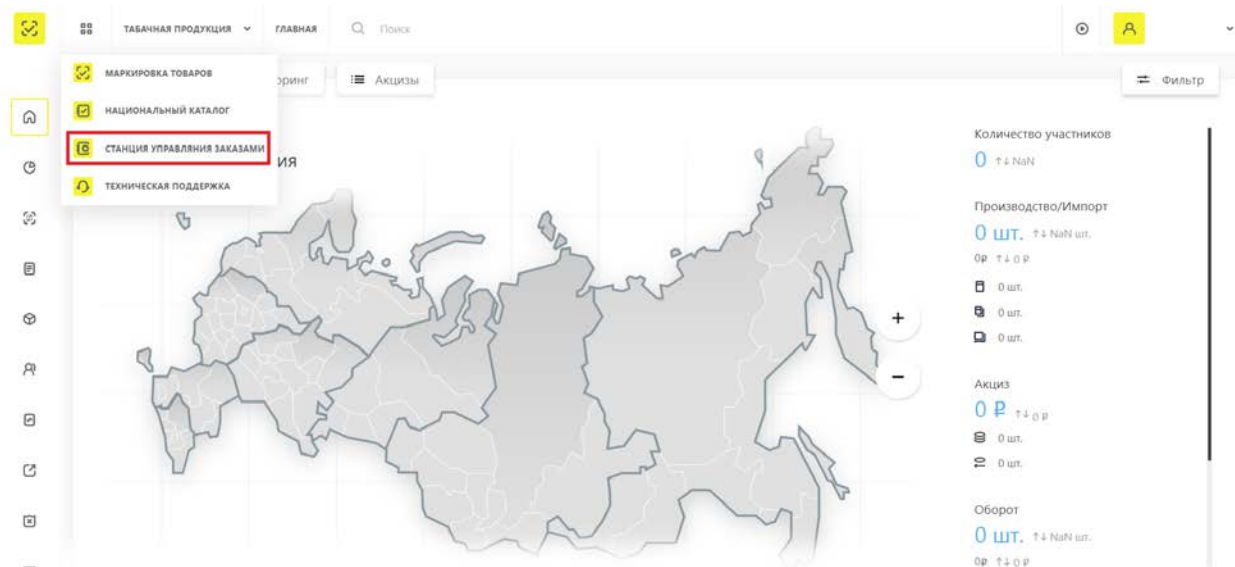 ТАБАЧНАЯ ПРОДУКЦИЯ
ГЛАВНАЯ
Поиск
МАРКИРОВКА ТОВАРОВ
НАЦИОНАЛЬНЫЙ КАТАЛОГ
СТАНЦИЯ УПРАВЛЯНИЯ ЗАКАЗАМИ
ТЕХНИЧЕСКАЯ ПОДДЕРЖКА
оринг
Акцизы
Фильтр
ия
Количество участников
0 ↑↓ NaN
Производство/Импорт
0 шт. ↑↓ NaN шт.
0₽ ↑↓ 0 ₽
0 шт.
0 шт.
0 шт.
Акциз
0 ₽ ↑↓ 0 ₽
0 шт.
0 шт.
Оборот
0 шт. ↑↓ NaN шт.
0₽ ↑↓ 0 ₽